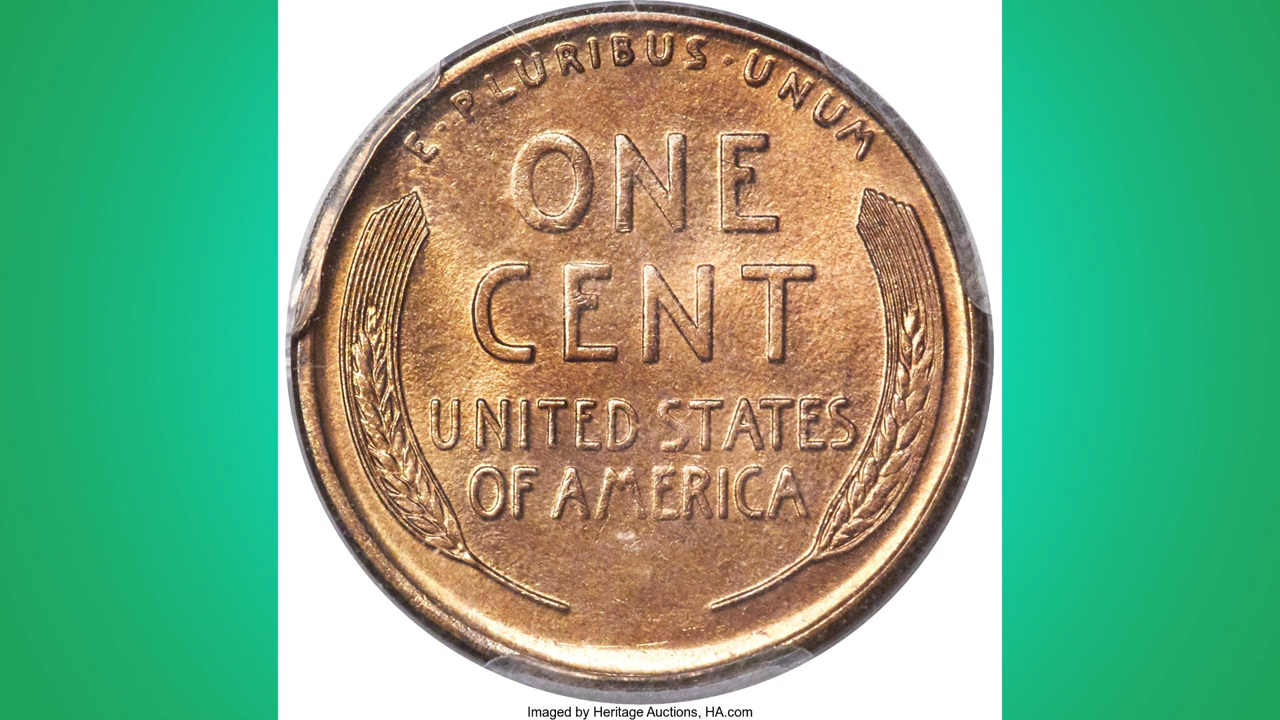 E·PLURIBUS·UNUM
ONE
CENT
UNITED STATES
OF AMERICA
Imaged by Heritage Auctions, HA.com